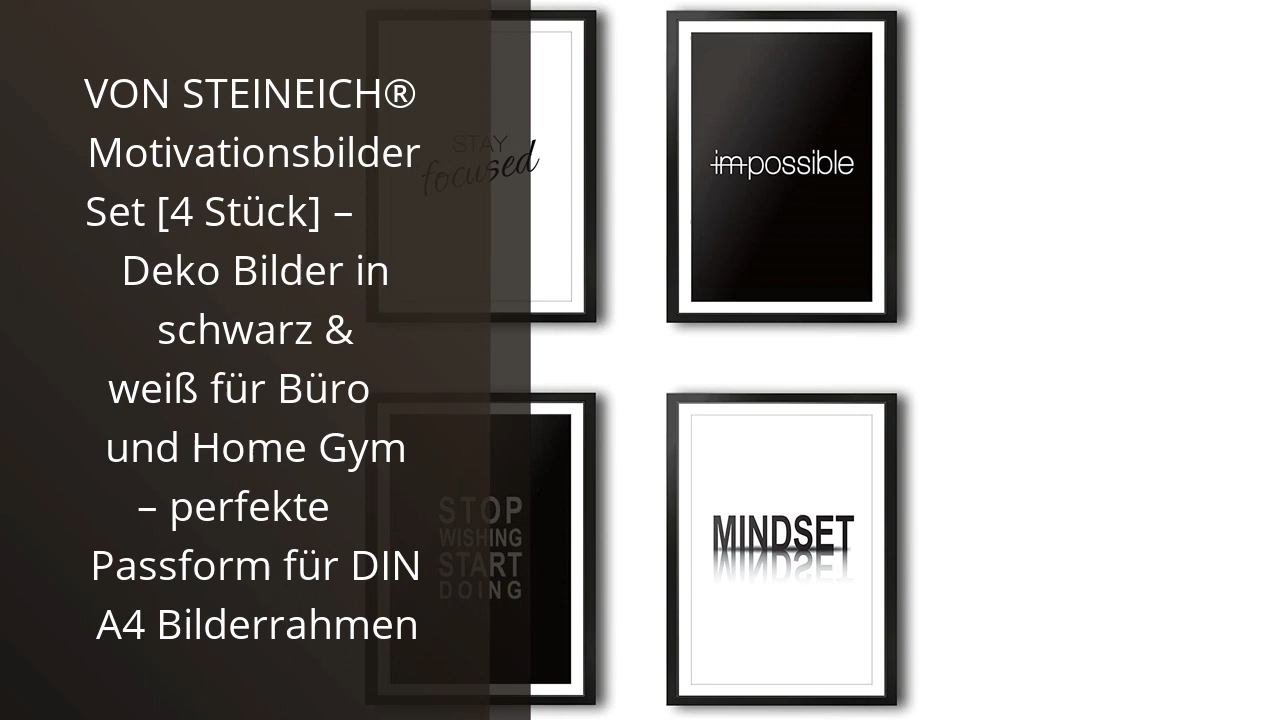 VON STEINEICH®
Motivationsbilder
Set [4 Stück] –
Deko Bilder in
schwarz &
weiß für Büro
und Home Gym
– perfekte
Passform für DIN
A4 Bilderrahmen
STAY
focused
impossible
STOP
WISHING
START
DOING
MINDSET